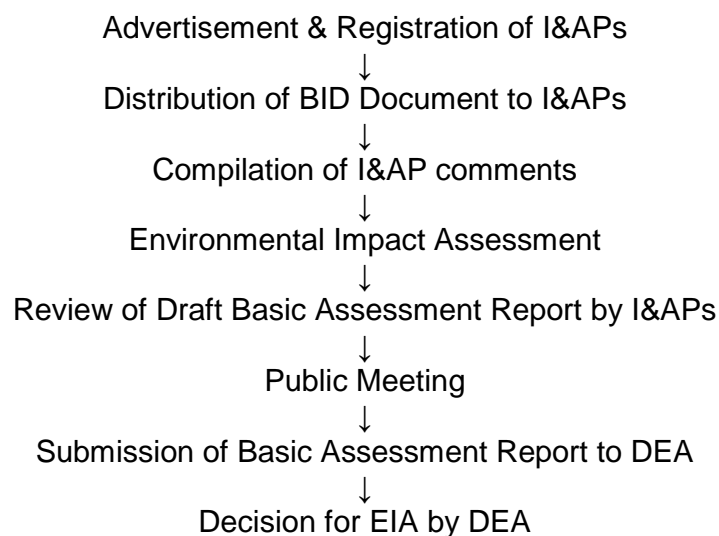 Advertisement & Registration of I&APs
↓
Distribution of BID Document to I&APs
↓
Compilation of I&AP comments
↓
Environmental Impact Assessment
↓
Review of Draft Basic Assessment Report by I&APs
↓
Public Meeting
↓
Submission of Basic Assessment Report to DEA
↓
Decision for EIA by DEA